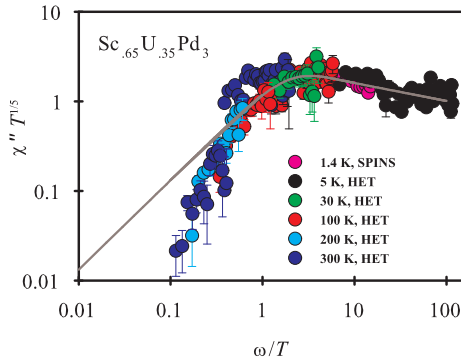 Sc.65U.35Pd3
χ″ T^1/5
10
1
0.1
0.01
1.4 K, SPINS
5 K, HET
30 K, HET
100 K, HET
200 K, HET
300 K, HET
0.01 0.1 1 10 100
ω/T